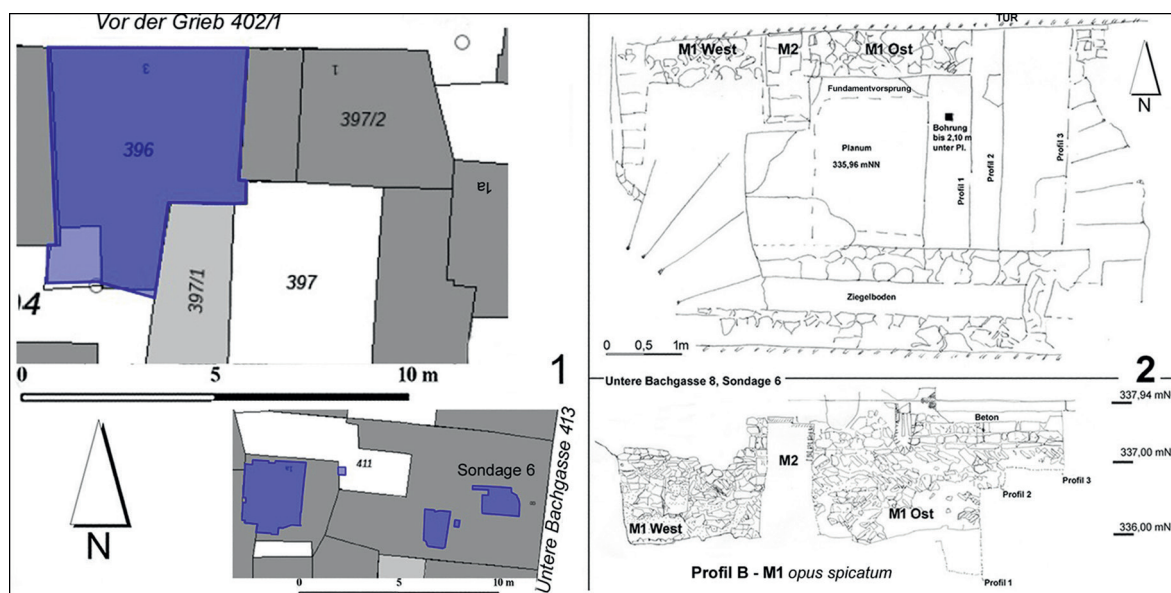 Vor der Grieb 402/1
3
1
397/2
396
1a
397/1
397
04
0 5 10 m
1
N
411
Sondage 6
Untere Bachgasse 413
0 5 10 m
TÜR
M1 West
M2
M1 Ost
N
Fundamentvorsprung
Bohrung
bis 2,10 m
unter Pl.
Planum
335,96 mNN
Profil 1
Profil 2
Profil 3
Ziegelboden
0 0,5 1m
2
Untere Bachgasse 8, Sondage 6
337,94 mN
Beton
337,00 mN
M2
Profil 3
Profil 2
M1 West
M1 Ost
336,00 mN
Profil B - M1 opus spicatum
Profil 1